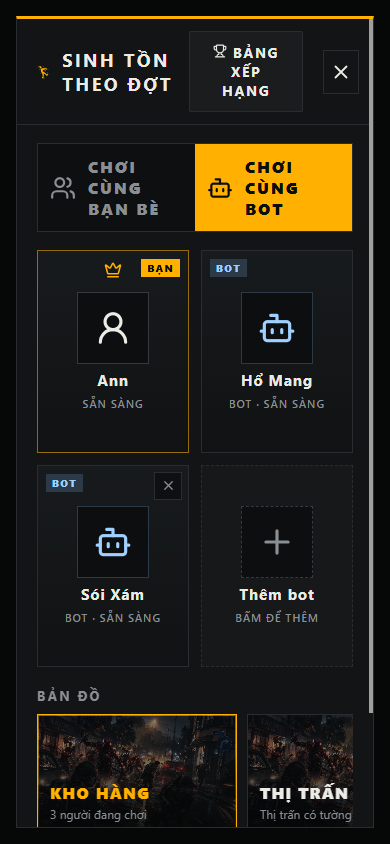 SINH TỒN
THEO ĐỢT
BẢNG
XẾP
HẠNG
CHƠI
CÙNG
BẠN BÈ
CHƠI
CÙNG
BOT
BẠN
Ann
SẴN SÀNG
BOT
Hổ Mang
BOT · SẴN SÀNG
BOT
Sói Xám
BOT · SẴN SÀNG
Thêm bot
BẤM ĐỂ THÊM
BẢN ĐỒ
KHO HÀNG
3 người đang chơi
THỊ TRẤN
Thị trấn có tường